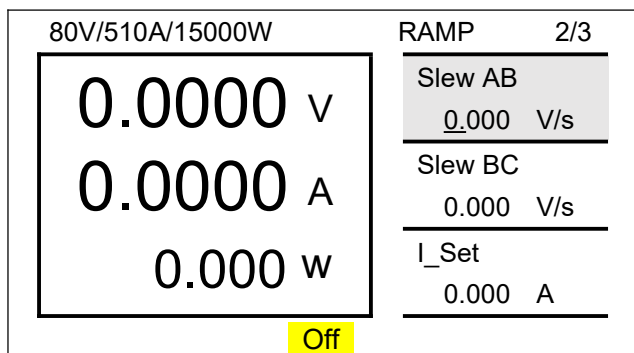 80V/510A/15000W RAMP 2/3
0.0000 V
0.0000 A
0.000 W
Off
Slew AB
0.000 V/s
Slew BC
0.000 V/s
I_Set
0.000 A